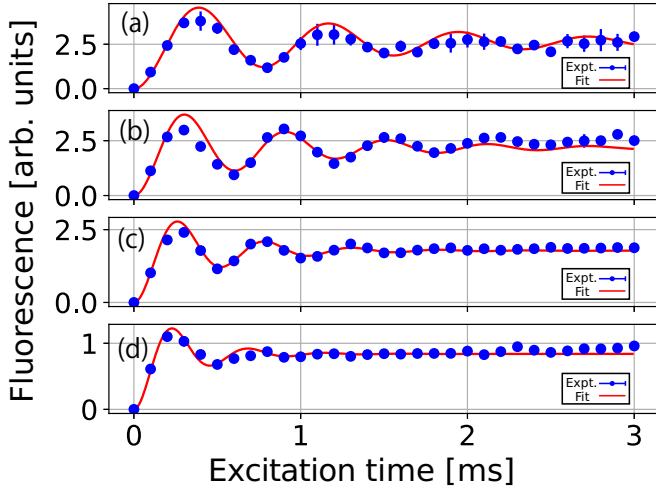 Fluorescence [arb. units]
(a)
2.5
0.0
Expt.
Fit
(b)
2.5
0.0
Expt.
Fit
(c)
2.5
0.0
Expt.
Fit
(d)
1
0
Expt.
Fit
0 1 2 3
Excitation time [ms]